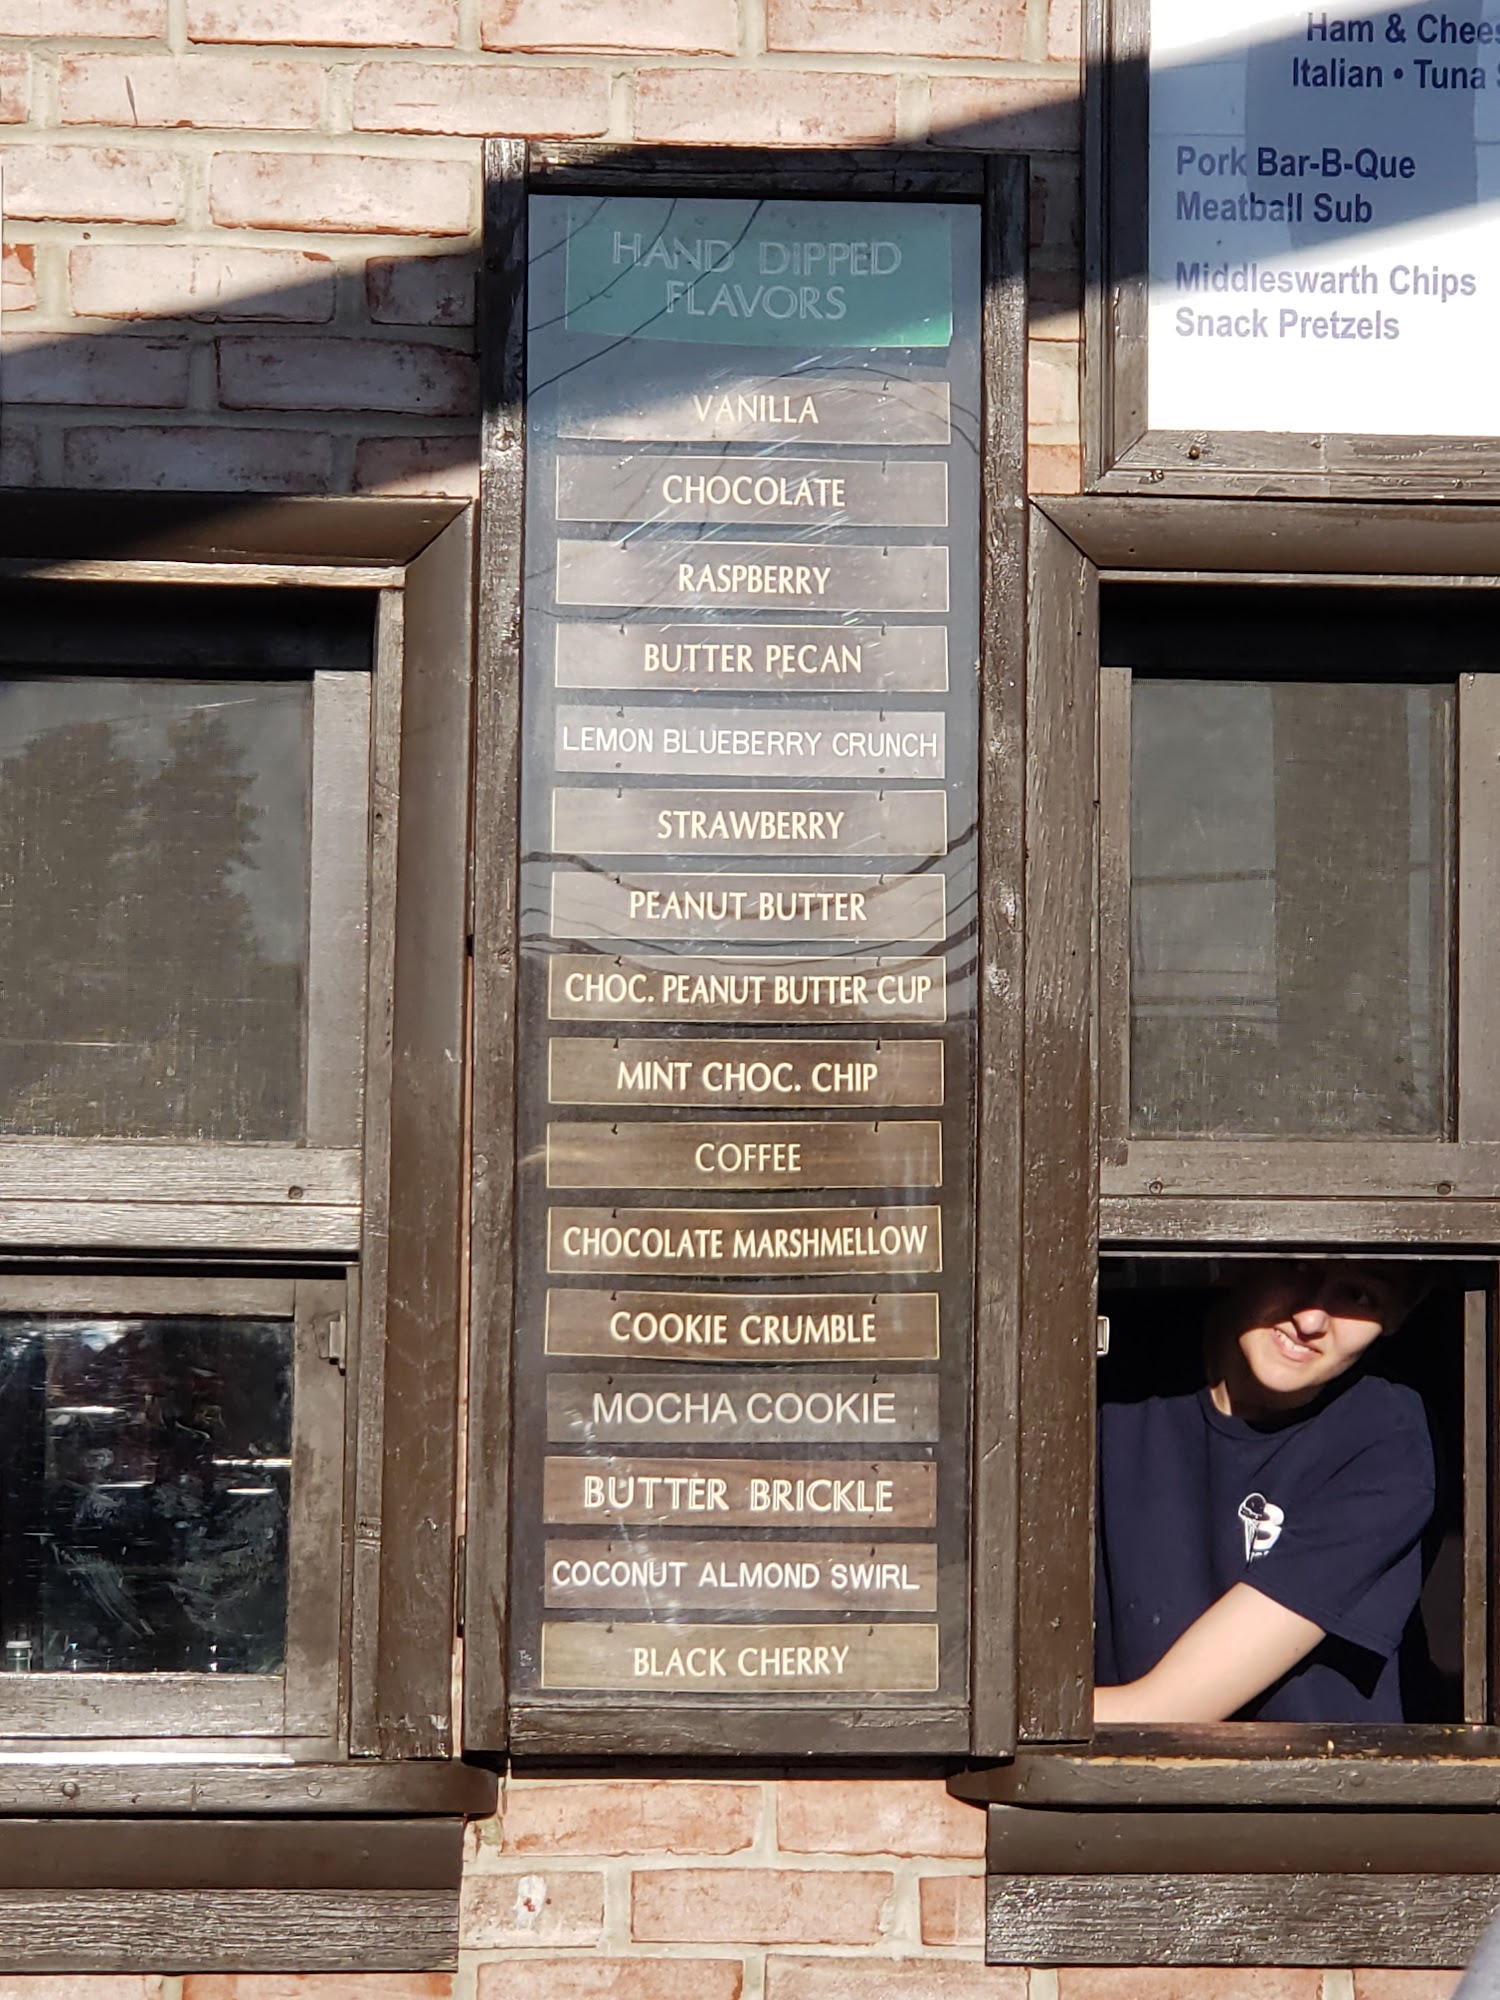 HAND DIPPED
FLAVORS
VANILLA
CHOCOLATE
RASPBERRY
BUTTER PECAN
LEMON BLUEBERRY CRUNCH
STRAWBERRY
PEANUT BUTTER
CHOC. PEANUT BUTTER CUP
MINT CHOC. CHIP
COFFEE
CHOCOLATE MARSHMELLOW
COOKIE CRUMBLE
MOCHA COOKIE
BUTTER BRICKLE
COCONUT ALMOND SWIRL
BLACK CHERRY
Ham & Chees
Italian • Tuna
Pork Bar-B-Que
Meatball Sub
Middleswarth Chips
Snack Pretzels
B